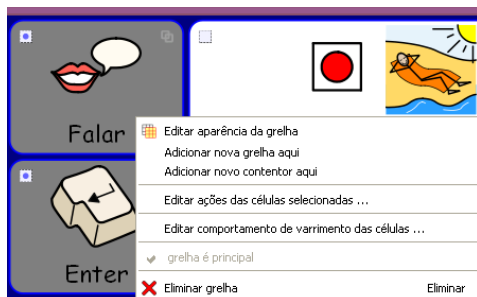 Falar
Editar aparência da grelha
Adicionar nova grelha aqui
Adicionar novo contentor aqui
Editar ações das células selecionadas ...
Editar comportamento de varrimento das células ...
grelha é principal
Enter
Eliminar grelha Eliminar